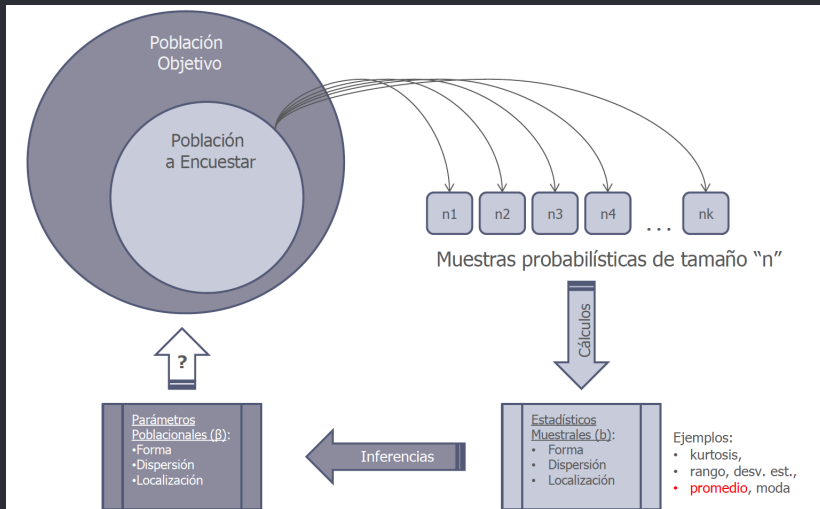 Población
Objetivo
Población
a Encuestar
n1
n2
n3
n4
...
nk
Muestras probabilísticas de tamaño “n”
Cálculos
?
Parámetros
Poblacionales (β):
•Forma
•Dispersión
•Localización
Inferencias
Estadísticos
Muestrales (b):
• Forma
• Dispersión
• Localización
Ejemplos:
• kurtosis,
• rango, desv. est.,
• promedio, moda